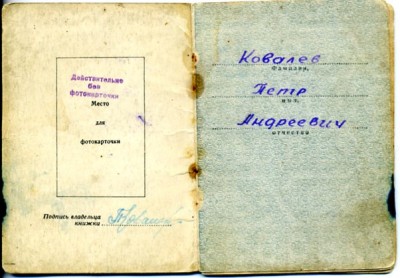 Действительно
без
фотокарточки
Место
для
фотокарточки
Подпись владельца
книжки
Ковалев
фамилия,
Петр
имя,
Андреевич
отчество